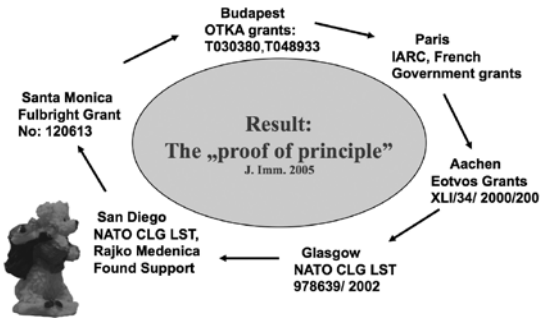 Budapest
OTKA grants:
T030380,T048933
Paris
IARC, French
Government grants
Santa Monica
Fulbright Grant
No: 120613
Result:
The „proof of principle”
J. Imm. 2005
Aachen
Eotvos Grants
XLI/34/ 2000/200
San Diego
NATO CLG LST,
Rajko Medenica
Found Support
Glasgow
NATO CLG LST
978639/ 2002